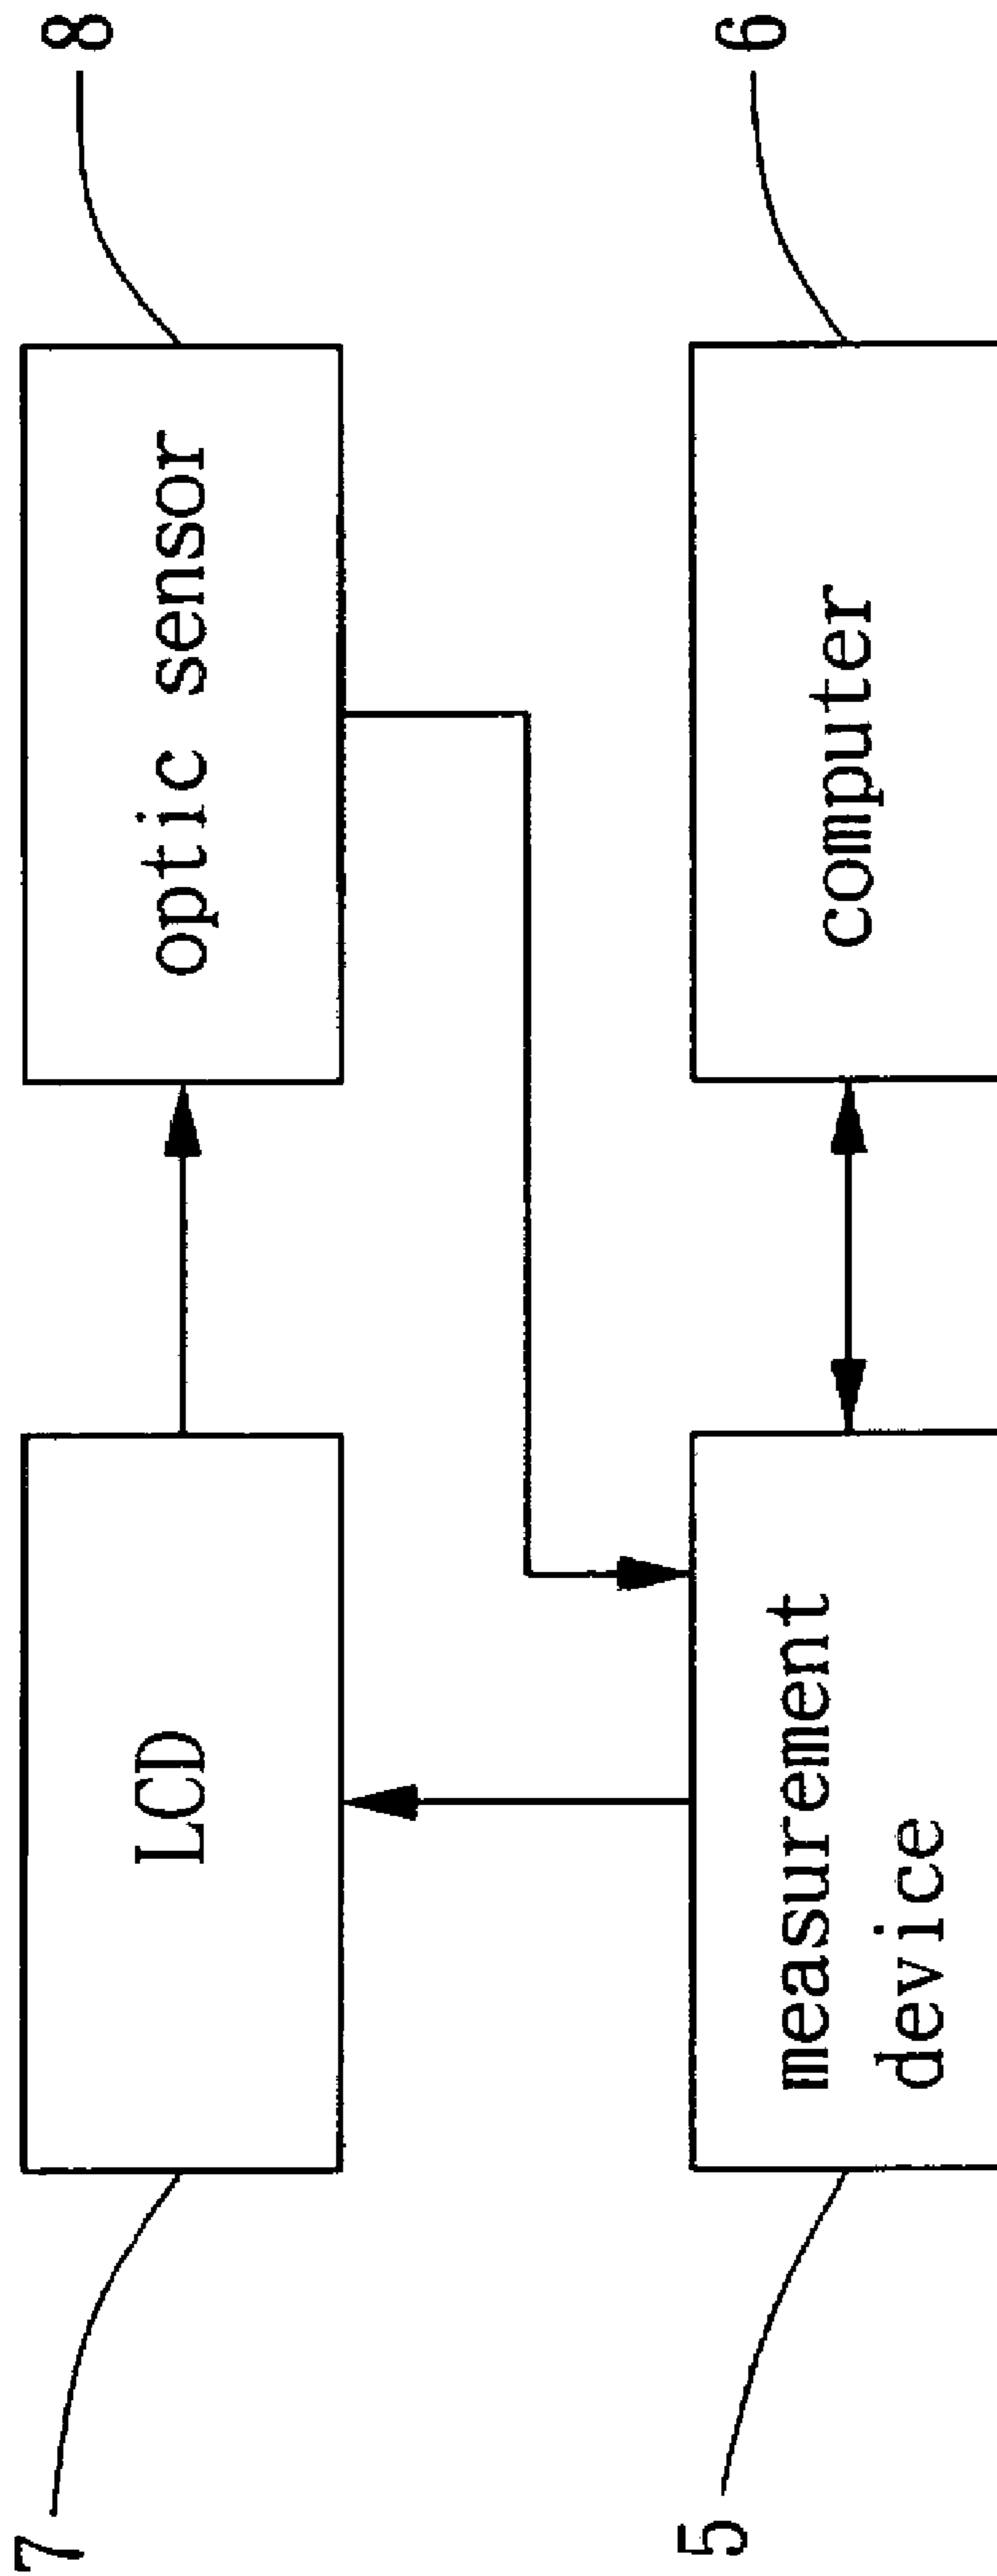 7
LCD
optic sensor
8
5
measurement
device
computer
6